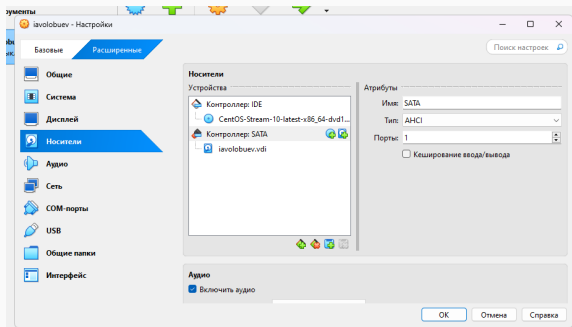 рументы
iavolobuev - Настройки
Базовые
Расширенные
Поиск настроек
Общие
Система
Дисплей
Носители
Аудио
Сеть
COM-порты
USB
Общие папки
Интерфейс
Носители
Устройства
Контроллер: IDE
CentOS-Stream-10-latest-x86_64-dvd1...
Контроллер: SATA
iavolobuev.vdi
Атрибуты
Имя: SATA
Тип: AHCI
Порты: 1
Кеширование ввода/вывода
Аудио
Включить аудио
OK
Отмена
Справка